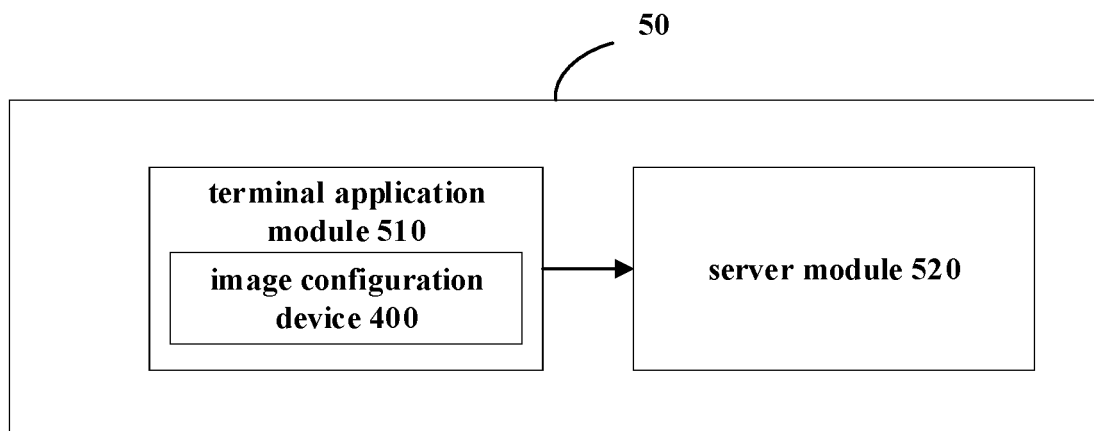 50
terminal application
module 510
image configuration
device 400
server module 520